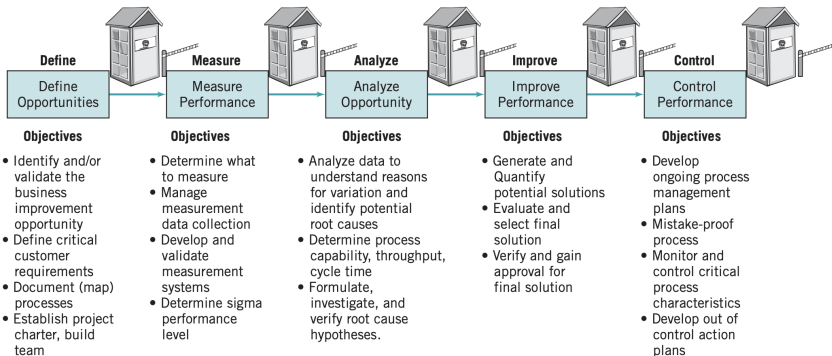 Define
Measure
Analyze
Improve
Control
Define
Opportunities
Measure
Performance
Analyze
Opportunity
Improve
Performance
Control
Performance
Objectives
• Identify and/or
validate the
business
improvement
opportunity
• Define critical
customer
requirements
• Document (map)
processes
• Establish project
charter, build
team
Objectives
• Determine what
to measure
• Manage
measurement
data collection
• Develop and
validate
measurement
systems
• Determine sigma
performance
level
Objectives
• Analyze data to
understand reasons
for variation and
identify potential
root causes
• Determine process
capability, throughput,
cycle time
• Formulate,
investigate, and
verify root cause
hypotheses.
Objectives
• Generate and
Quantify
potential solutions
• Evaluate and
select final
solution
• Verify and gain
approval for
final solution
Objectives
• Develop
ongoing process
management
plans
• Mistake-proof
process
• Monitor and
control critical
process
characteristics
• Develop out of
control action
plans